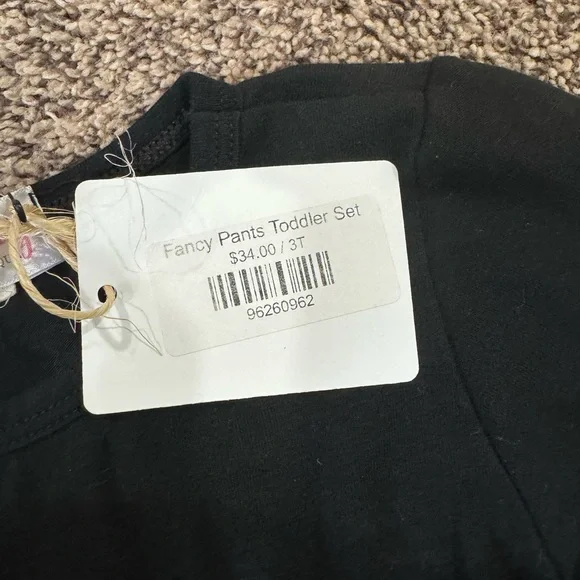 Fancy Pants Toddler Set
$34.00 / 3T
96260962